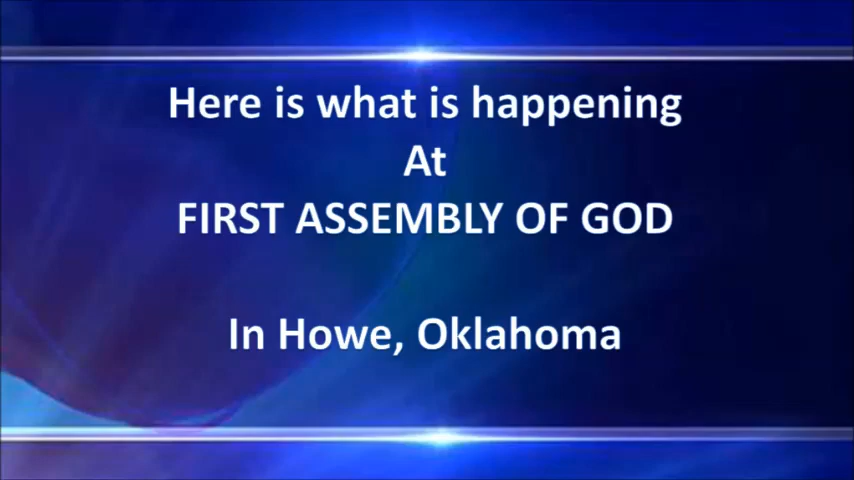 Here is what is happening
At
FIRST ASSEMBLY OF GOD
In Howe, Oklahoma